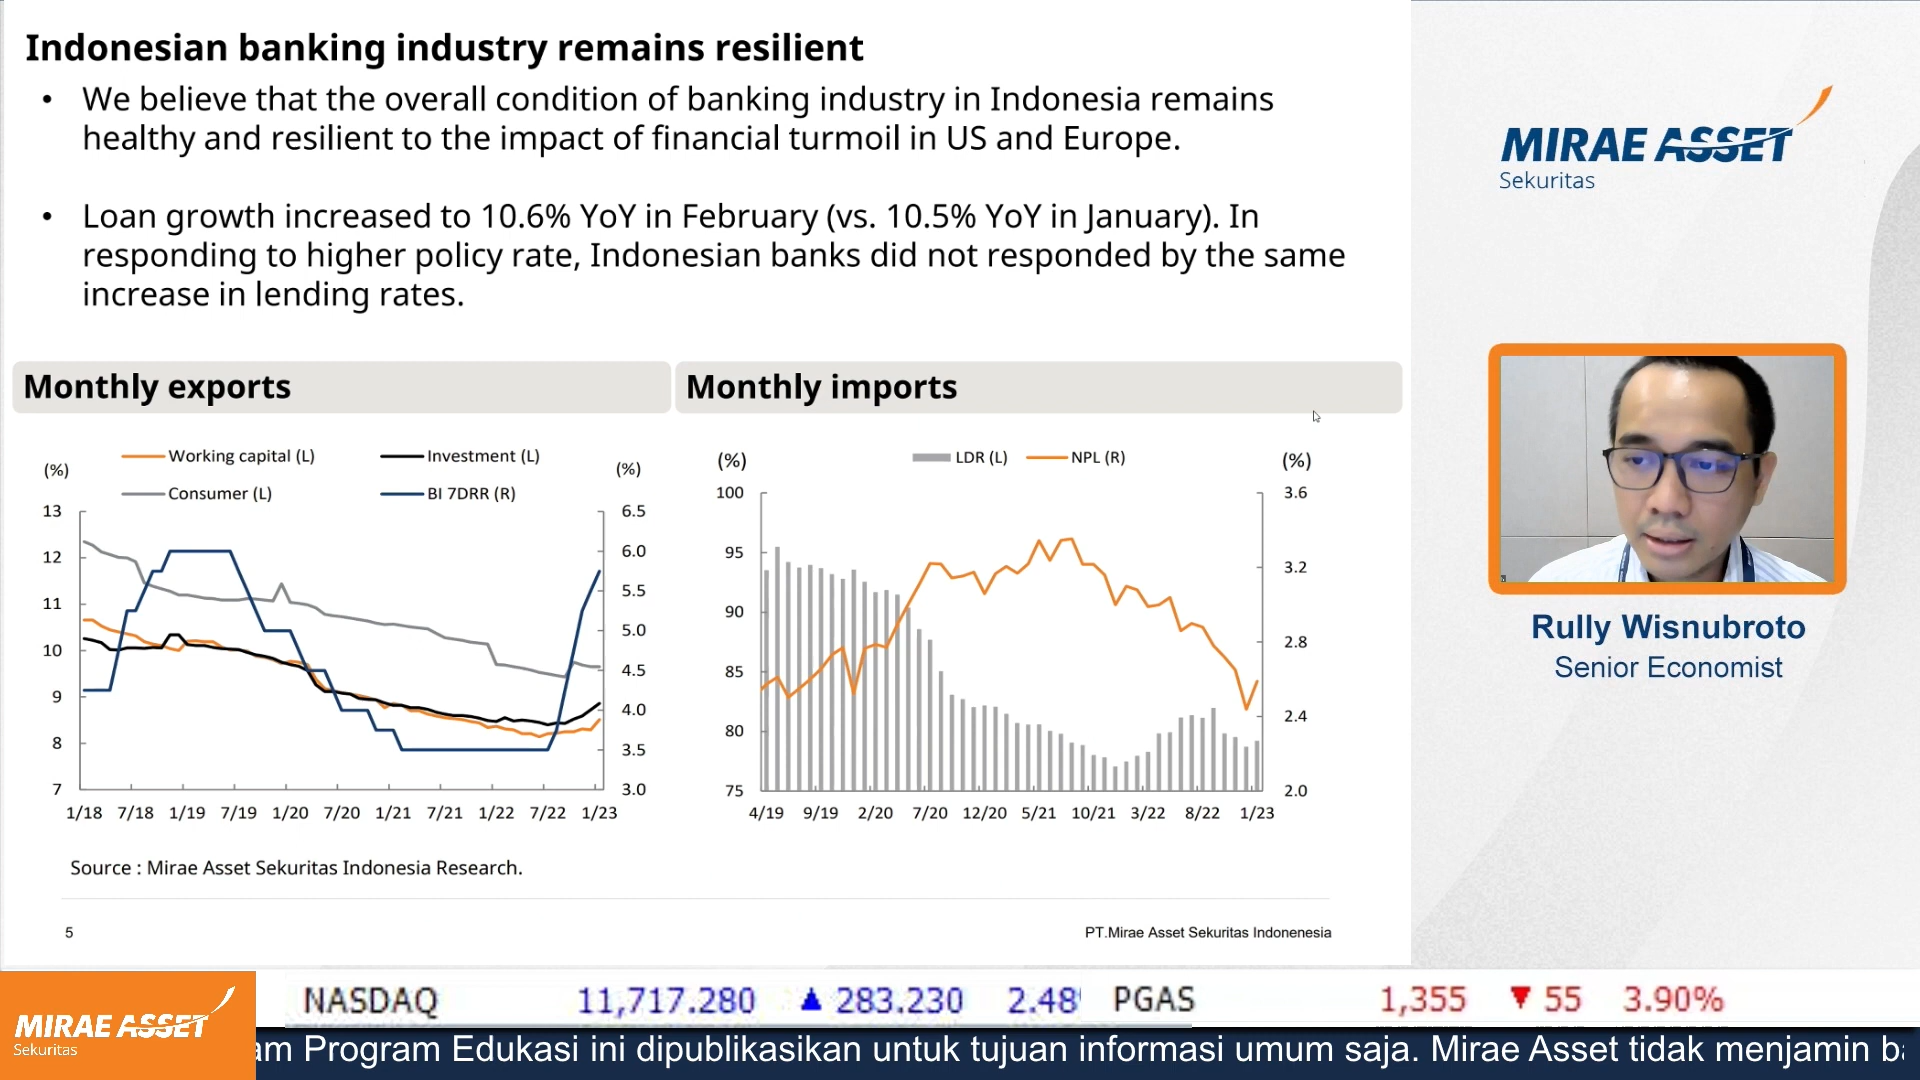 Indonesian banking industry remains resilient
• We believe that the overall condition of banking industry in Indonesia remains
healthy and resilient to the impact of financial turmoil in US and Europe.
• Loan growth increased to 10.6% YoY in February (vs. 10.5% YoY in January). In
responding to higher policy rate, Indonesian banks did not responded by the same
increase in lending rates.
Monthly exports
Working capital (L)
Investment (L)
Consumer (L)
BI 7DRR (R)
(%)
(%)
13
12
11
10
9
8
7
6.5
6.0
5.5
5.0
4.5
4.0
3.5
3.0
1/18 7/18 1/19 7/19 1/20 7/20 1/21 7/21 1/22 7/22 1/23
Monthly imports
LDR (L)
NPL (R)
(%)
(%)
100
95
90
85
80
75
3.6
3.2
2.8
2.4
2.0
4/19 9/19 2/20 7/20 12/20 5/21 10/21 3/22 8/22 1/23
Source : Mirae Asset Sekuritas Indonesia Research.
5
PT.Mirae Asset Sekuritas Indonenesia
MIRAE ASSET
Sekuritas
Rully Wisnubroto
Senior Economist
MIRAE ASSET
Sekuritas
NASDAQ 11,717.280 ▲ 283.230 2.48 PGAS 1,355 ▼ 55 3.90%
am Program Edukasi ini dipublikasikan untuk tujuan informasi umum saja. Mirae Asset tidak menjamin